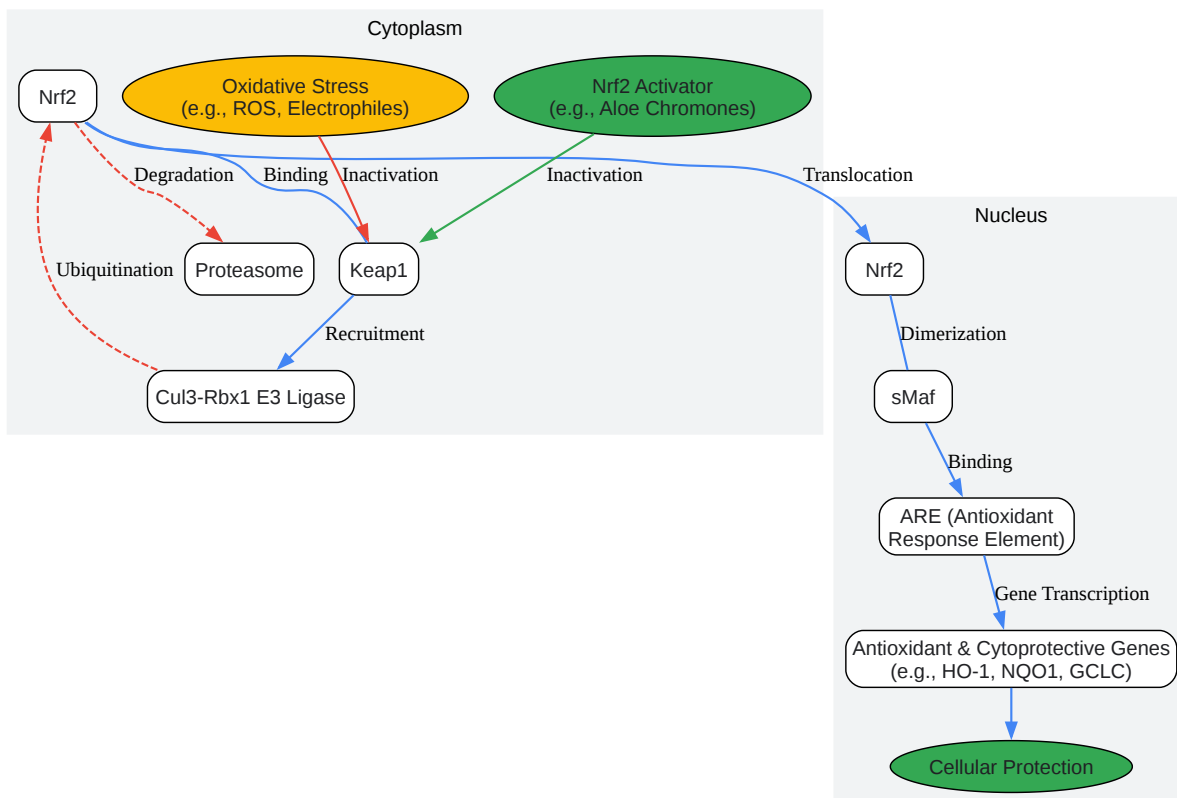 Cytoplasm
Nrf2
Oxidative Stress
(e.g., ROS, Electrophiles)
Nrf2 Activator
(e.g., Aloe Chromones)
Degradation
Binding
Inactivation
Inactivation
Translocation
Nucleus
Ubiquitination
Proteasome
Keap1
Nrf2
Recruitment
Dimerization
Cul3-Rbx1 E3 Ligase
sMaf
Binding
ARE (Antioxidant
Response Element)
Gene Transcription
Antioxidant & Cytoprotective Genes
(e.g., HO-1, NQO1, GCLC)
Cellular Protection